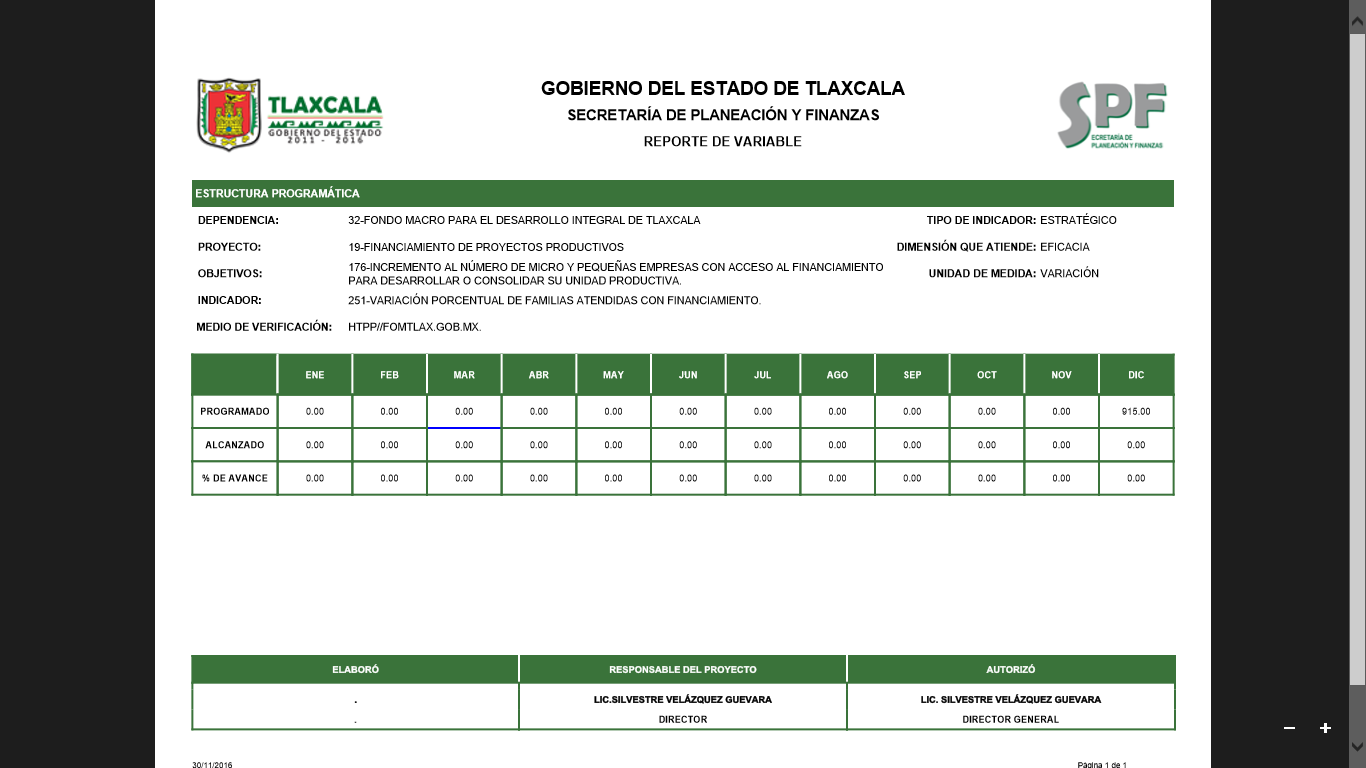 TLAXCALA
GOBIERNO DEL ESTADO
2011 - 2016
GOBIERNO DEL ESTADO DE TLAXCALA
SECRETARÍA DE PLANEACIÓN Y FINANZAS
REPORTE DE VARIABLE
SPF
ECRETARÍA DE
PLANEACIÓN Y FINANZAS
ESTRUCTURA PROGRAMÁTICA
DEPENDENCIA: 32-FONDO MACRO PARA EL DESARROLLO INTEGRAL DE TLAXCALA TIPO DE INDICADOR: ESTRATÉGICO
PROYECTO: 19-FINANCIAMIENTO DE PROYECTOS PRODUCTIVOS DIMENSIÓN QUE ATIENDE: EFICACIA
OBJETIVOS: 176-INCREMENTO AL NÚMERO DE MICRO Y PEQUEÑAS EMPRESAS CON ACCESO AL FINANCIAMIENTO
PARA DESARROLLAR O CONSOLIDAR SU UNIDAD PRODUCTIVA. UNIDAD DE MEDIDA: VARIACIÓN
INDICADOR: 251-VARIACIÓN PORCENTUAL DE FAMILIAS ATENDIDAS CON FINANCIAMIENTO.
MEDIO DE VERIFICACIÓN: HTPP//FOMTLAX.GOB.MX.
ENE FEB MAR ABR MAY JUN JUL AGO SEP OCT NOV DIC
PROGRAMADO 0.00 0.00 0.00 0.00 0.00 0.00 0.00 0.00 0.00 0.00 0.00 915.00
ALCANZADO 0.00 0.00 0.00 0.00 0.00 0.00 0.00 0.00 0.00 0.00 0.00 0.00
% DE AVANCE 0.00 0.00 0.00 0.00 0.00 0.00 0.00 0.00 0.00 0.00 0.00 0.00
ELABORÓ RESPONSABLE DEL PROYECTO AUTORIZÓ
. LIC.SILVESTRE VELÁZQUEZ GUEVARA LIC. SILVESTRE VELÁZQUEZ GUEVARA
. DIRECTOR DIRECTOR GENERAL
30/11/2016 Página 1 de 1